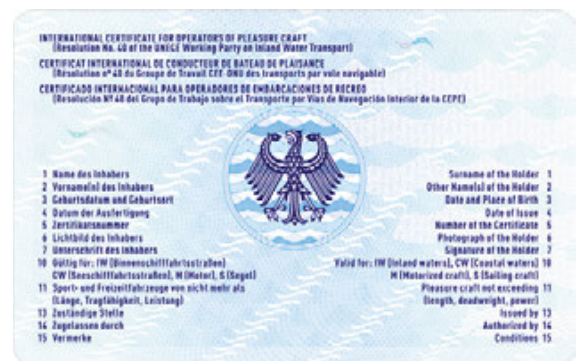 INTERNATIONAL CERTIFICATE FOR OPERATORS OF PLEASURE CRAFT
(Resolution No. 40 of the UNECE Working Party on Inland Water Transport)
CERTIFICAT INTERNATIONAL DE CONDUCTEUR DE BATEAU DE PLAISANCE
(Résolution nº 40 du Groupe de Travail CEE-ONU des transports par voie navigable)
CERTIFICADO INTERNACIONAL PARA OPERADORES DE EMBARCACIONES DE RECREO
(Resolución Nº 40 del Grupo de Trabajo sobre el Transporte por Vías de Navegación Interior de la CEPE)
1 Name des Inhabers Surname of the Holder 1
2 Vorname(n) des Inhabers Other Name(s) of the Holder 2
3 Geburtsdatum und Geburtsort Date and Place of Birth 3
4 Datum der Ausfertigung Date of Issue 4
5 Zertifikatsnummer Number of the Certificate 5
6 Lichtbild des Inhabers Photograph of the Holder 6
7 Unterschrift des Inhabers Signature of the Holder 7
10 Gültig für: IW (Binnenschifffahrtsstraßen) Valid for: IW (Inland waters), CW (Coastal waters) 10
CW (Seeschifffahrtsstraßen), M (Motor), S (Segel) M (Motorized craft), S (Sailing craft)
11 Sport- und Freizeitfahrzeuge von nicht mehr als Pleasure craft not exceeding 11
(Länge, Tragfähigkeit, Leistung) (length, deadweight, power)
13 Zuständige Stelle Issued by 13
14 Zugelassen durch Authorized by 14
15 Vermerke Conditions 15